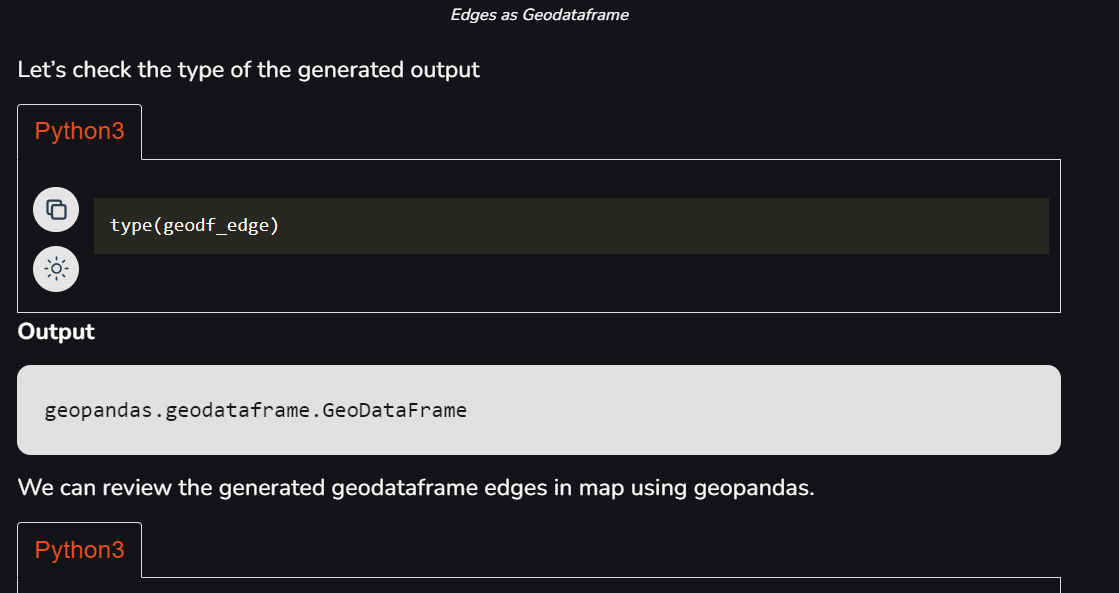 Edges as Geodataframe
Let’s check the type of the generated output
Python3
type(geodf_edge)
Output
geopandas.geodataframe.GeoDataFrame
We can review the generated geodataframe edges in map using geopandas.
Python3